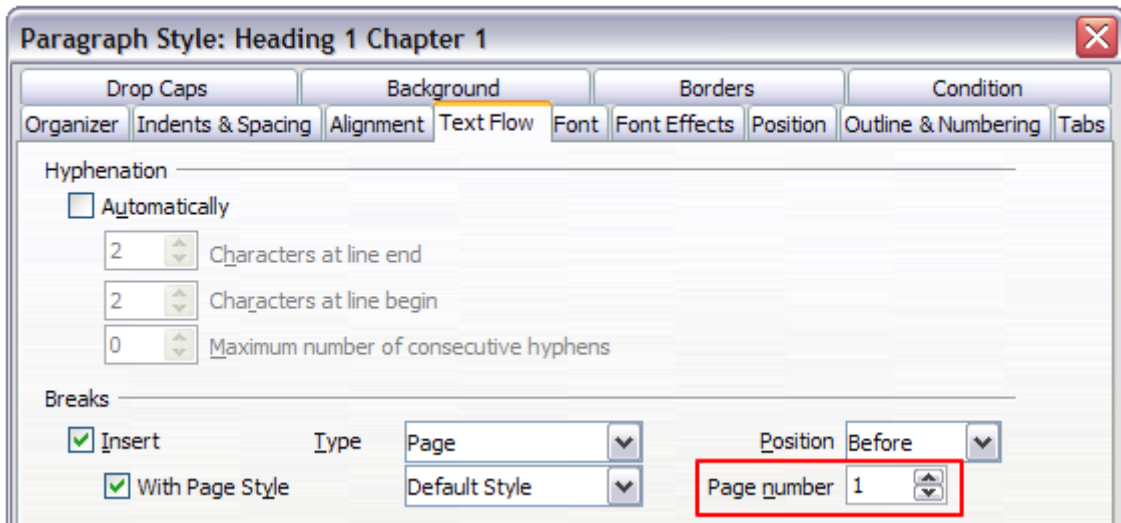 Paragraph Style: Heading 1 Chapter 1
Drop Caps Background Borders Condition
Organizer Indents & Spacing Alignment Text Flow Font Font Effects Position Outline & Numbering Tabs
Hyphenation
Automatically
2 Characters at line end
2 Characters at line begin
0 Maximum number of consecutive hyphens
Breaks
Insert Type Page Position Before
With Page Style Default Style Page number 1